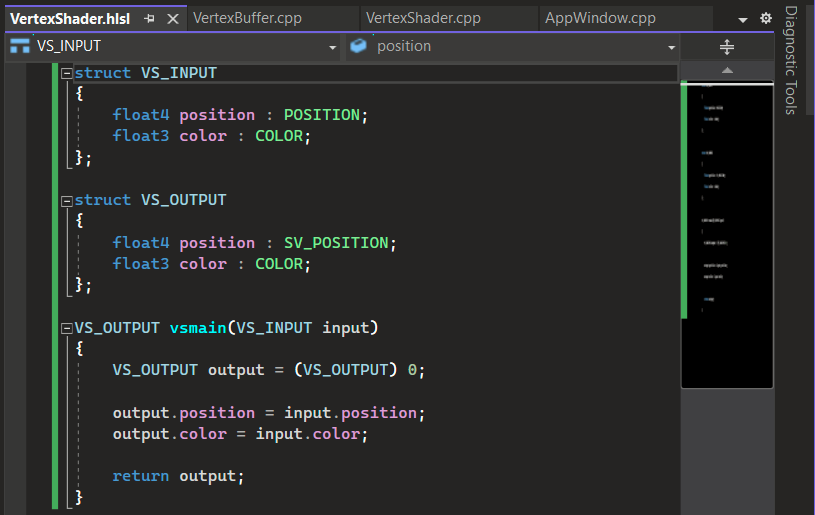 VertexShader.hlsl VertexBuffer.cpp VertexShader.cpp AppWindow.cpp
Diagnostic Tools
VS_INPUT position
struct VS_INPUT
{
float4 position : POSITION;
float3 color : COLOR;
};
struct VS_OUTPUT
{
float4 position : SV_POSITION;
float3 color : COLOR;
};
VS_OUTPUT vsmain(VS_INPUT input)
{
VS_OUTPUT output = (VS_OUTPUT) 0;
output.position = input.position;
output.color = input.color;
return output;
}